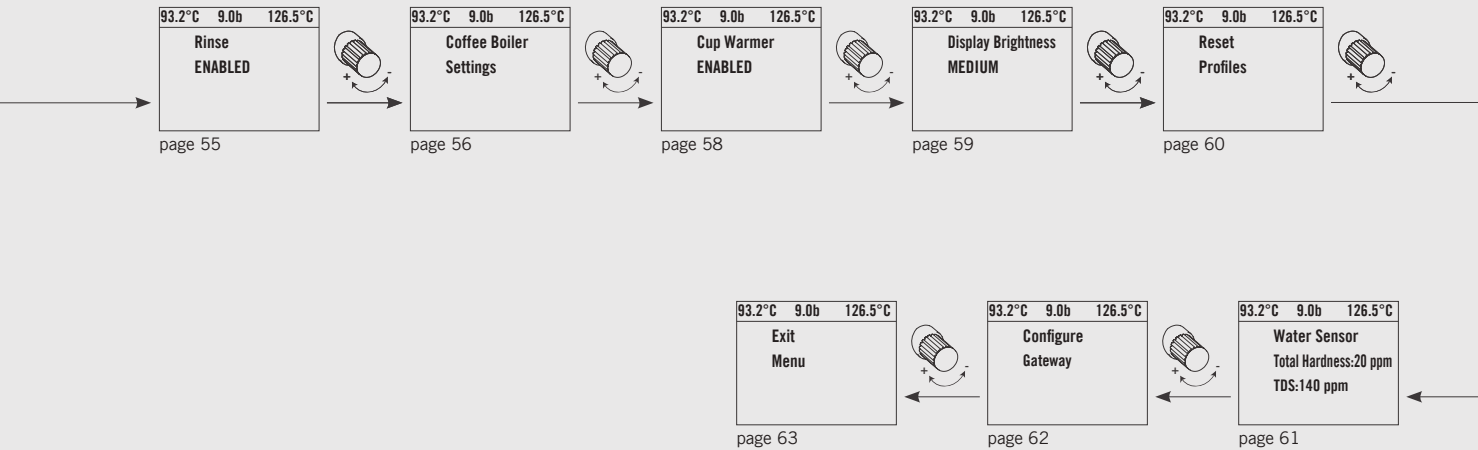 93.2°C 9.0b 126.5°C
Rinse
ENABLED
page 55
93.2°C 9.0b 126.5°C
Coffee Boiler
Settings
page 56
93.2°C 9.0b 126.5°C
Cup Warmer
ENABLED
page 58
93.2°C 9.0b 126.5°C
Display Brightness
MEDIUM
page 59
93.2°C 9.0b 126.5°C
Reset
Profiles
page 60
+ -
+ -
+ -
+ -
+ -
93.2°C 9.0b 126.5°C
Exit
Menu
page 63
93.2°C 9.0b 126.5°C
Configure
Gateway
page 62
93.2°C 9.0b 126.5°C
Water Sensor
Total Hardness:20 ppm
TDS:140 ppm
page 61
+ -
+ -